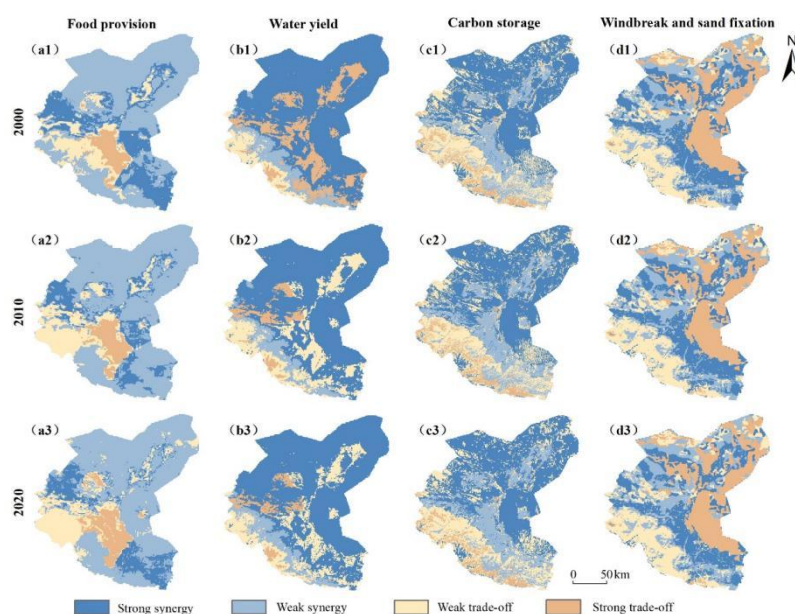 Food provision Water yield Carbon storage Windbreak and sand fixation
N
2000
(a1) (b1) (c1) (d1)
2010
(a2) (b2) (c2) (d2)
2020
(a3) (b3) (c3) (d3)
0 50km
Strong synergy Weak synergy Weak trade-off Strong trade-off